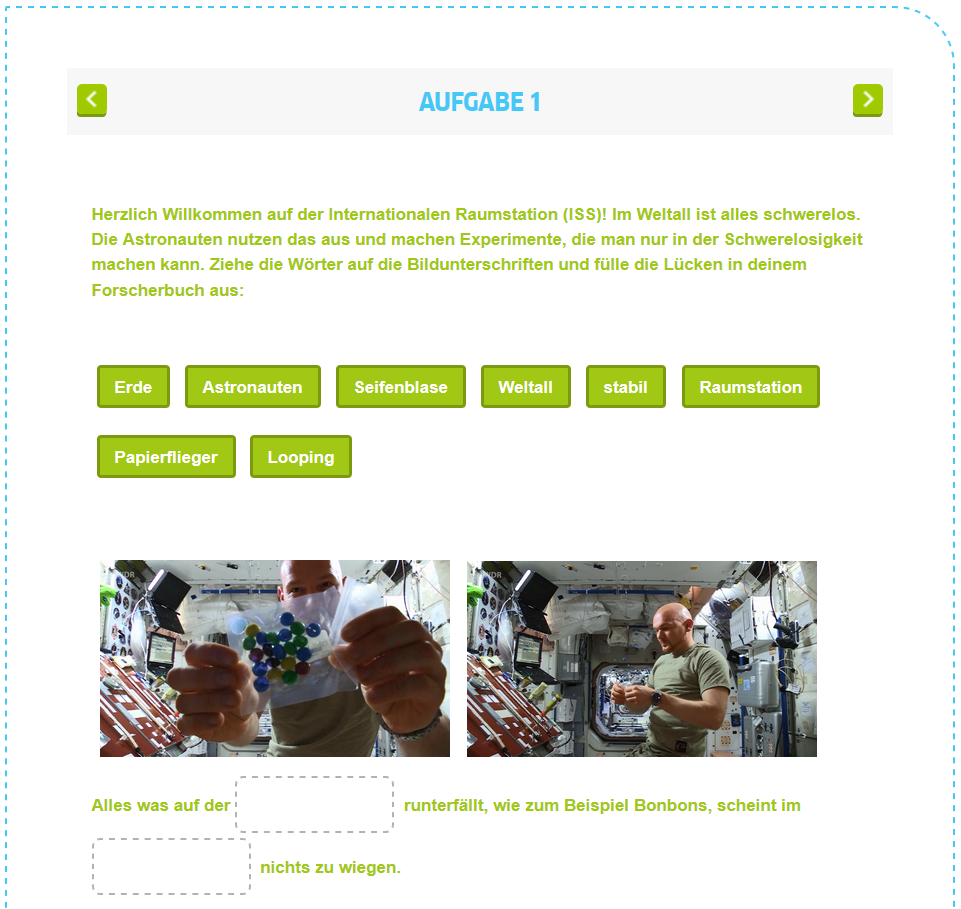 AUFGABE 1
Herzlich Willkommen auf der Internationalen Raumstation (ISS)! Im Weltall ist alles schwerelos.
Die Astronauten nutzen das aus und machen Experimente, die man nur in der Schwerelosigkeit
machen kann. Ziehe die Wörter auf die Bildunterschriften und fülle die Lücken in deinem
Forscherbuch aus:
Erde Astronauten Seifenblase Weltall stabil Raumstation
Papierflieger Looping
Alles was auf der runterfällt, wie zum Beispiel Bonbons, scheint im
nichts zu wiegen.